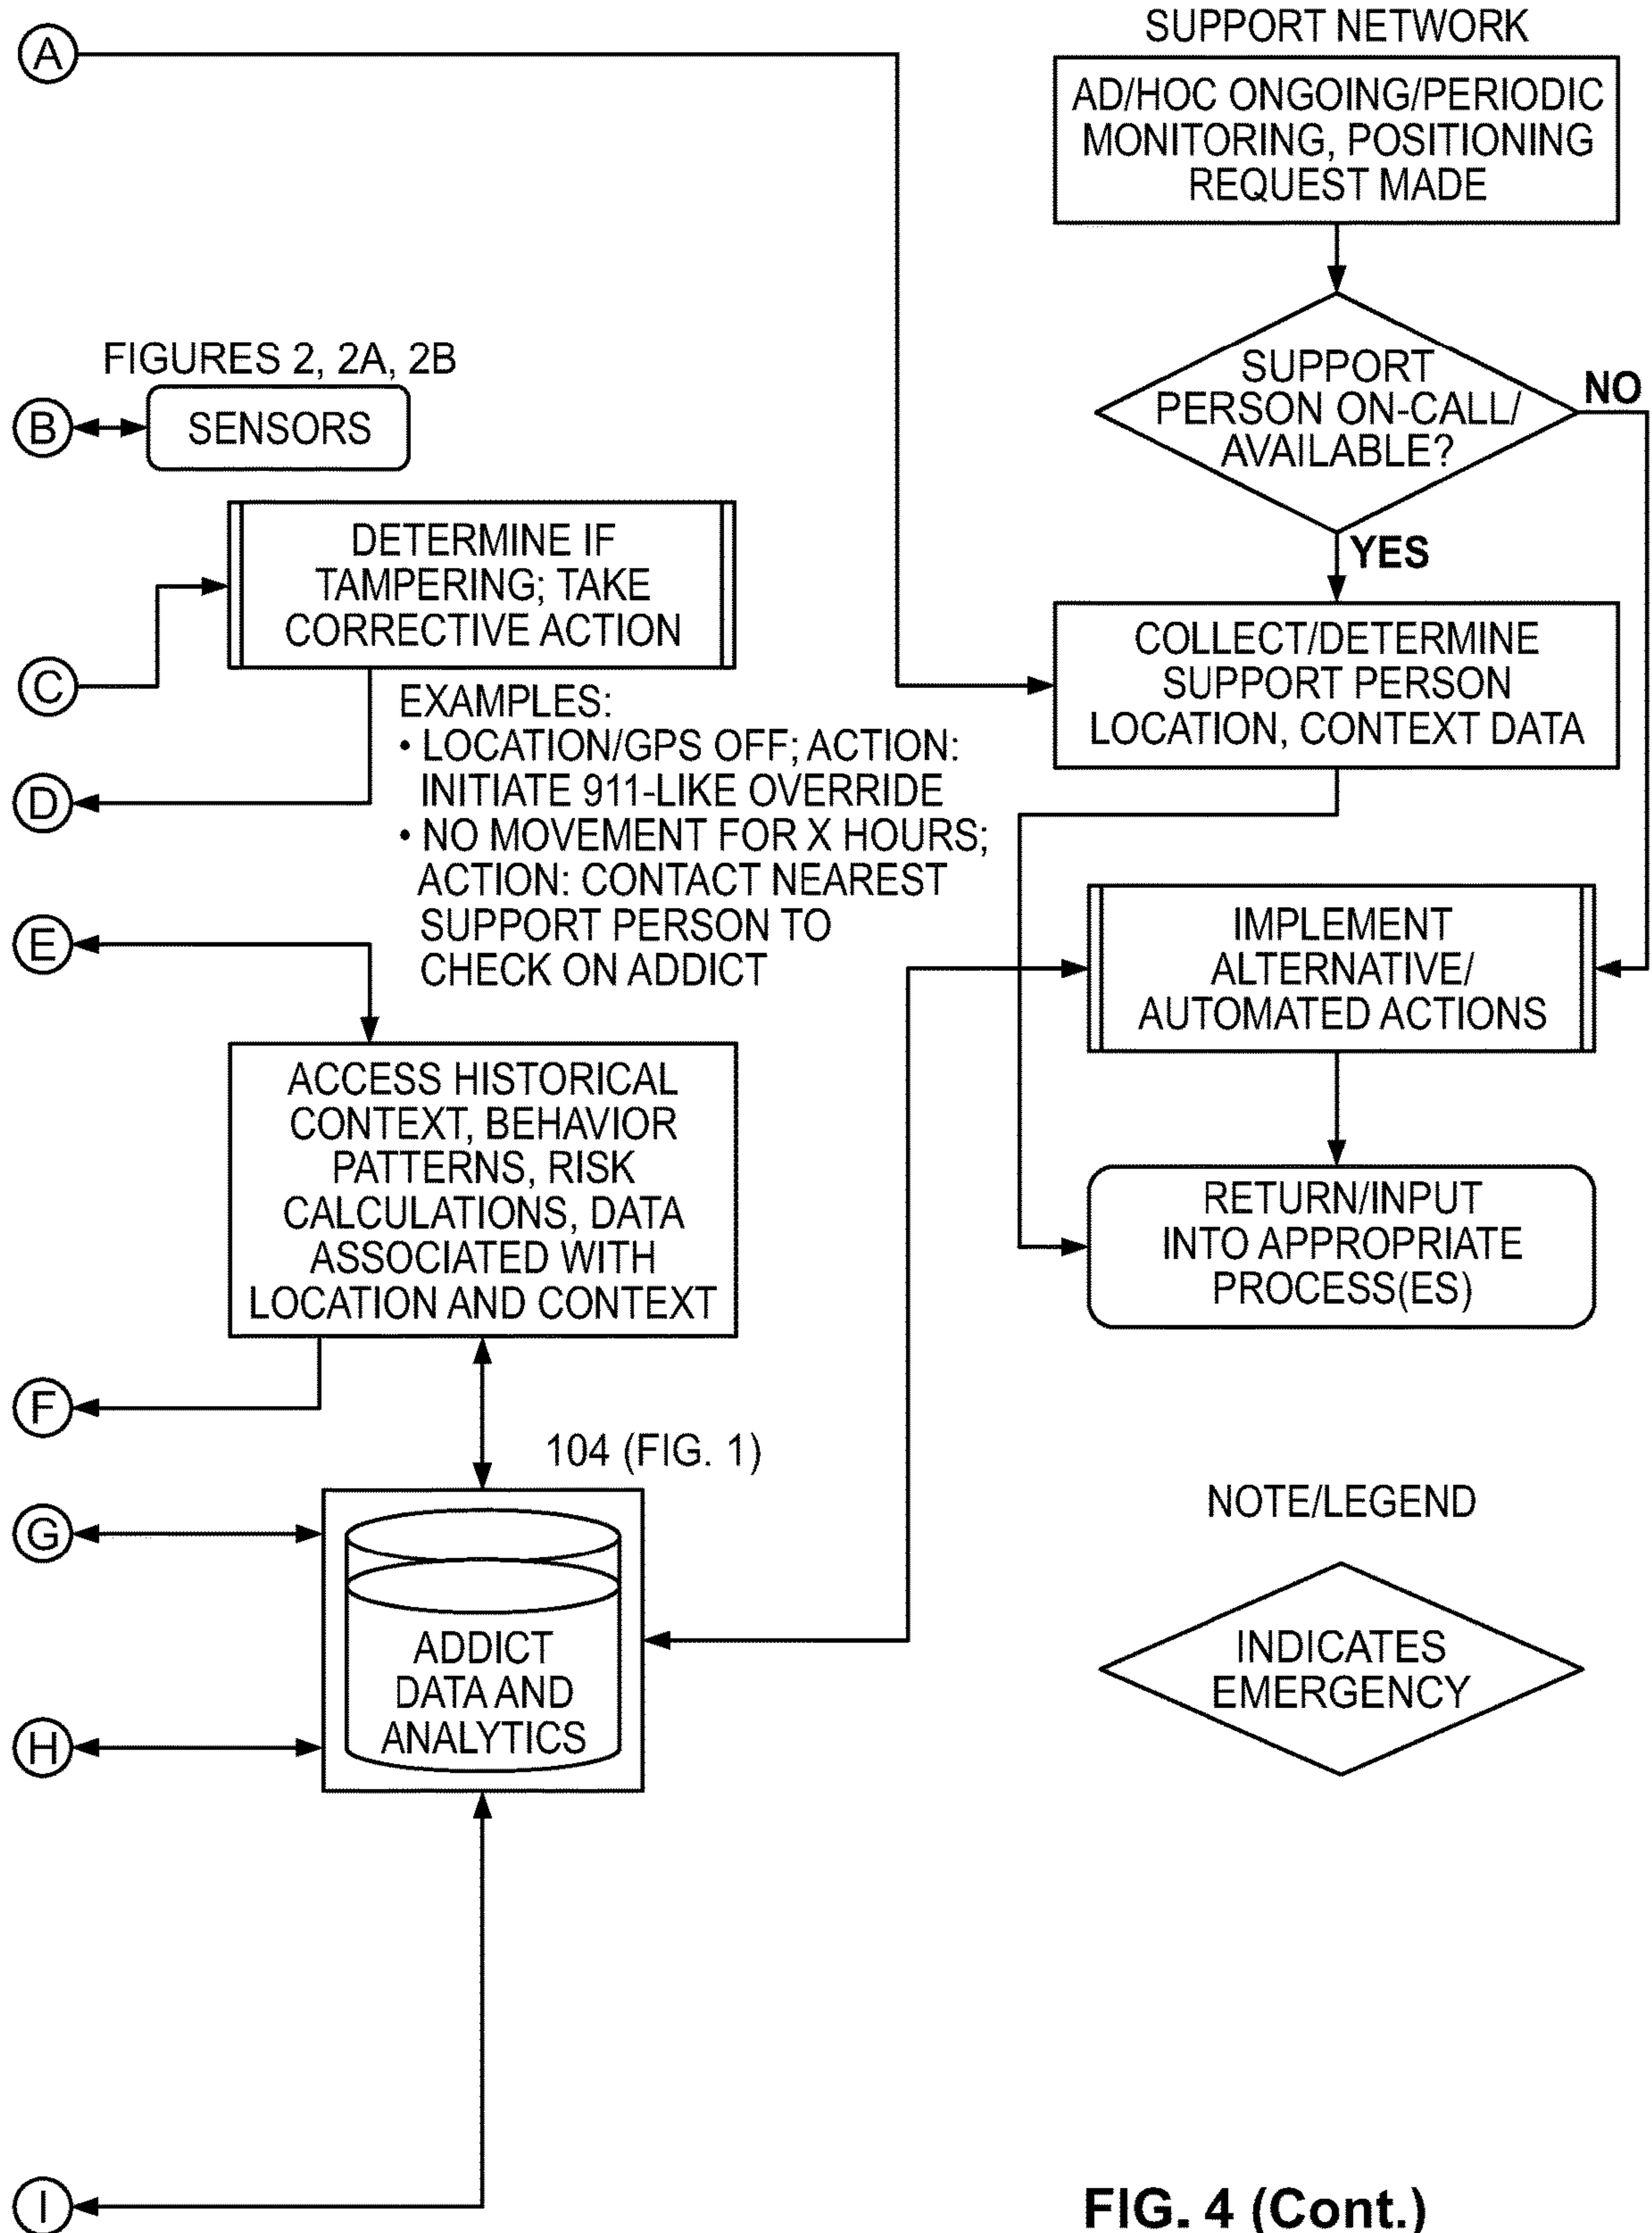 A
SUPPORT NETWORK
AD/HOC ONGOING/PERIODIC
MONITORING, POSITIONING
REQUEST MADE
SUPPORT
PERSON ON-CALL/
AVAILABLE?
NO
YES
FIGURES 2, 2A, 2B
B
SENSORS
DETERMINE IF
TAMPERING; TAKE
CORRECTIVE ACTION
C
COLLECT/DETERMINE
SUPPORT PERSON
LOCATION, CONTEXT DATA
EXAMPLES:
• LOCATION/GPS OFF; ACTION:
INITIATE 911-LIKE OVERRIDE
• NO MOVEMENT FOR X HOURS;
ACTION: CONTACT NEAREST
SUPPORT PERSON TO
CHECK ON ADDICT
D
E
IMPLEMENT
ALTERNATIVE/
AUTOMATED ACTIONS
ACCESS HISTORICAL
CONTEXT, BEHAVIOR
PATTERNS, RISK
CALCULATIONS, DATA
ASSOCIATED WITH
LOCATION AND CONTEXT
RETURN/INPUT
INTO APPROPRIATE
PROCESS(ES)
F
104 (FIG. 1)
G
ADDICT
DATA AND
ANALYTICS
H
NOTE/LEGEND
INDICATES
EMERGENCY
I
FIG. 4 (Cont.)